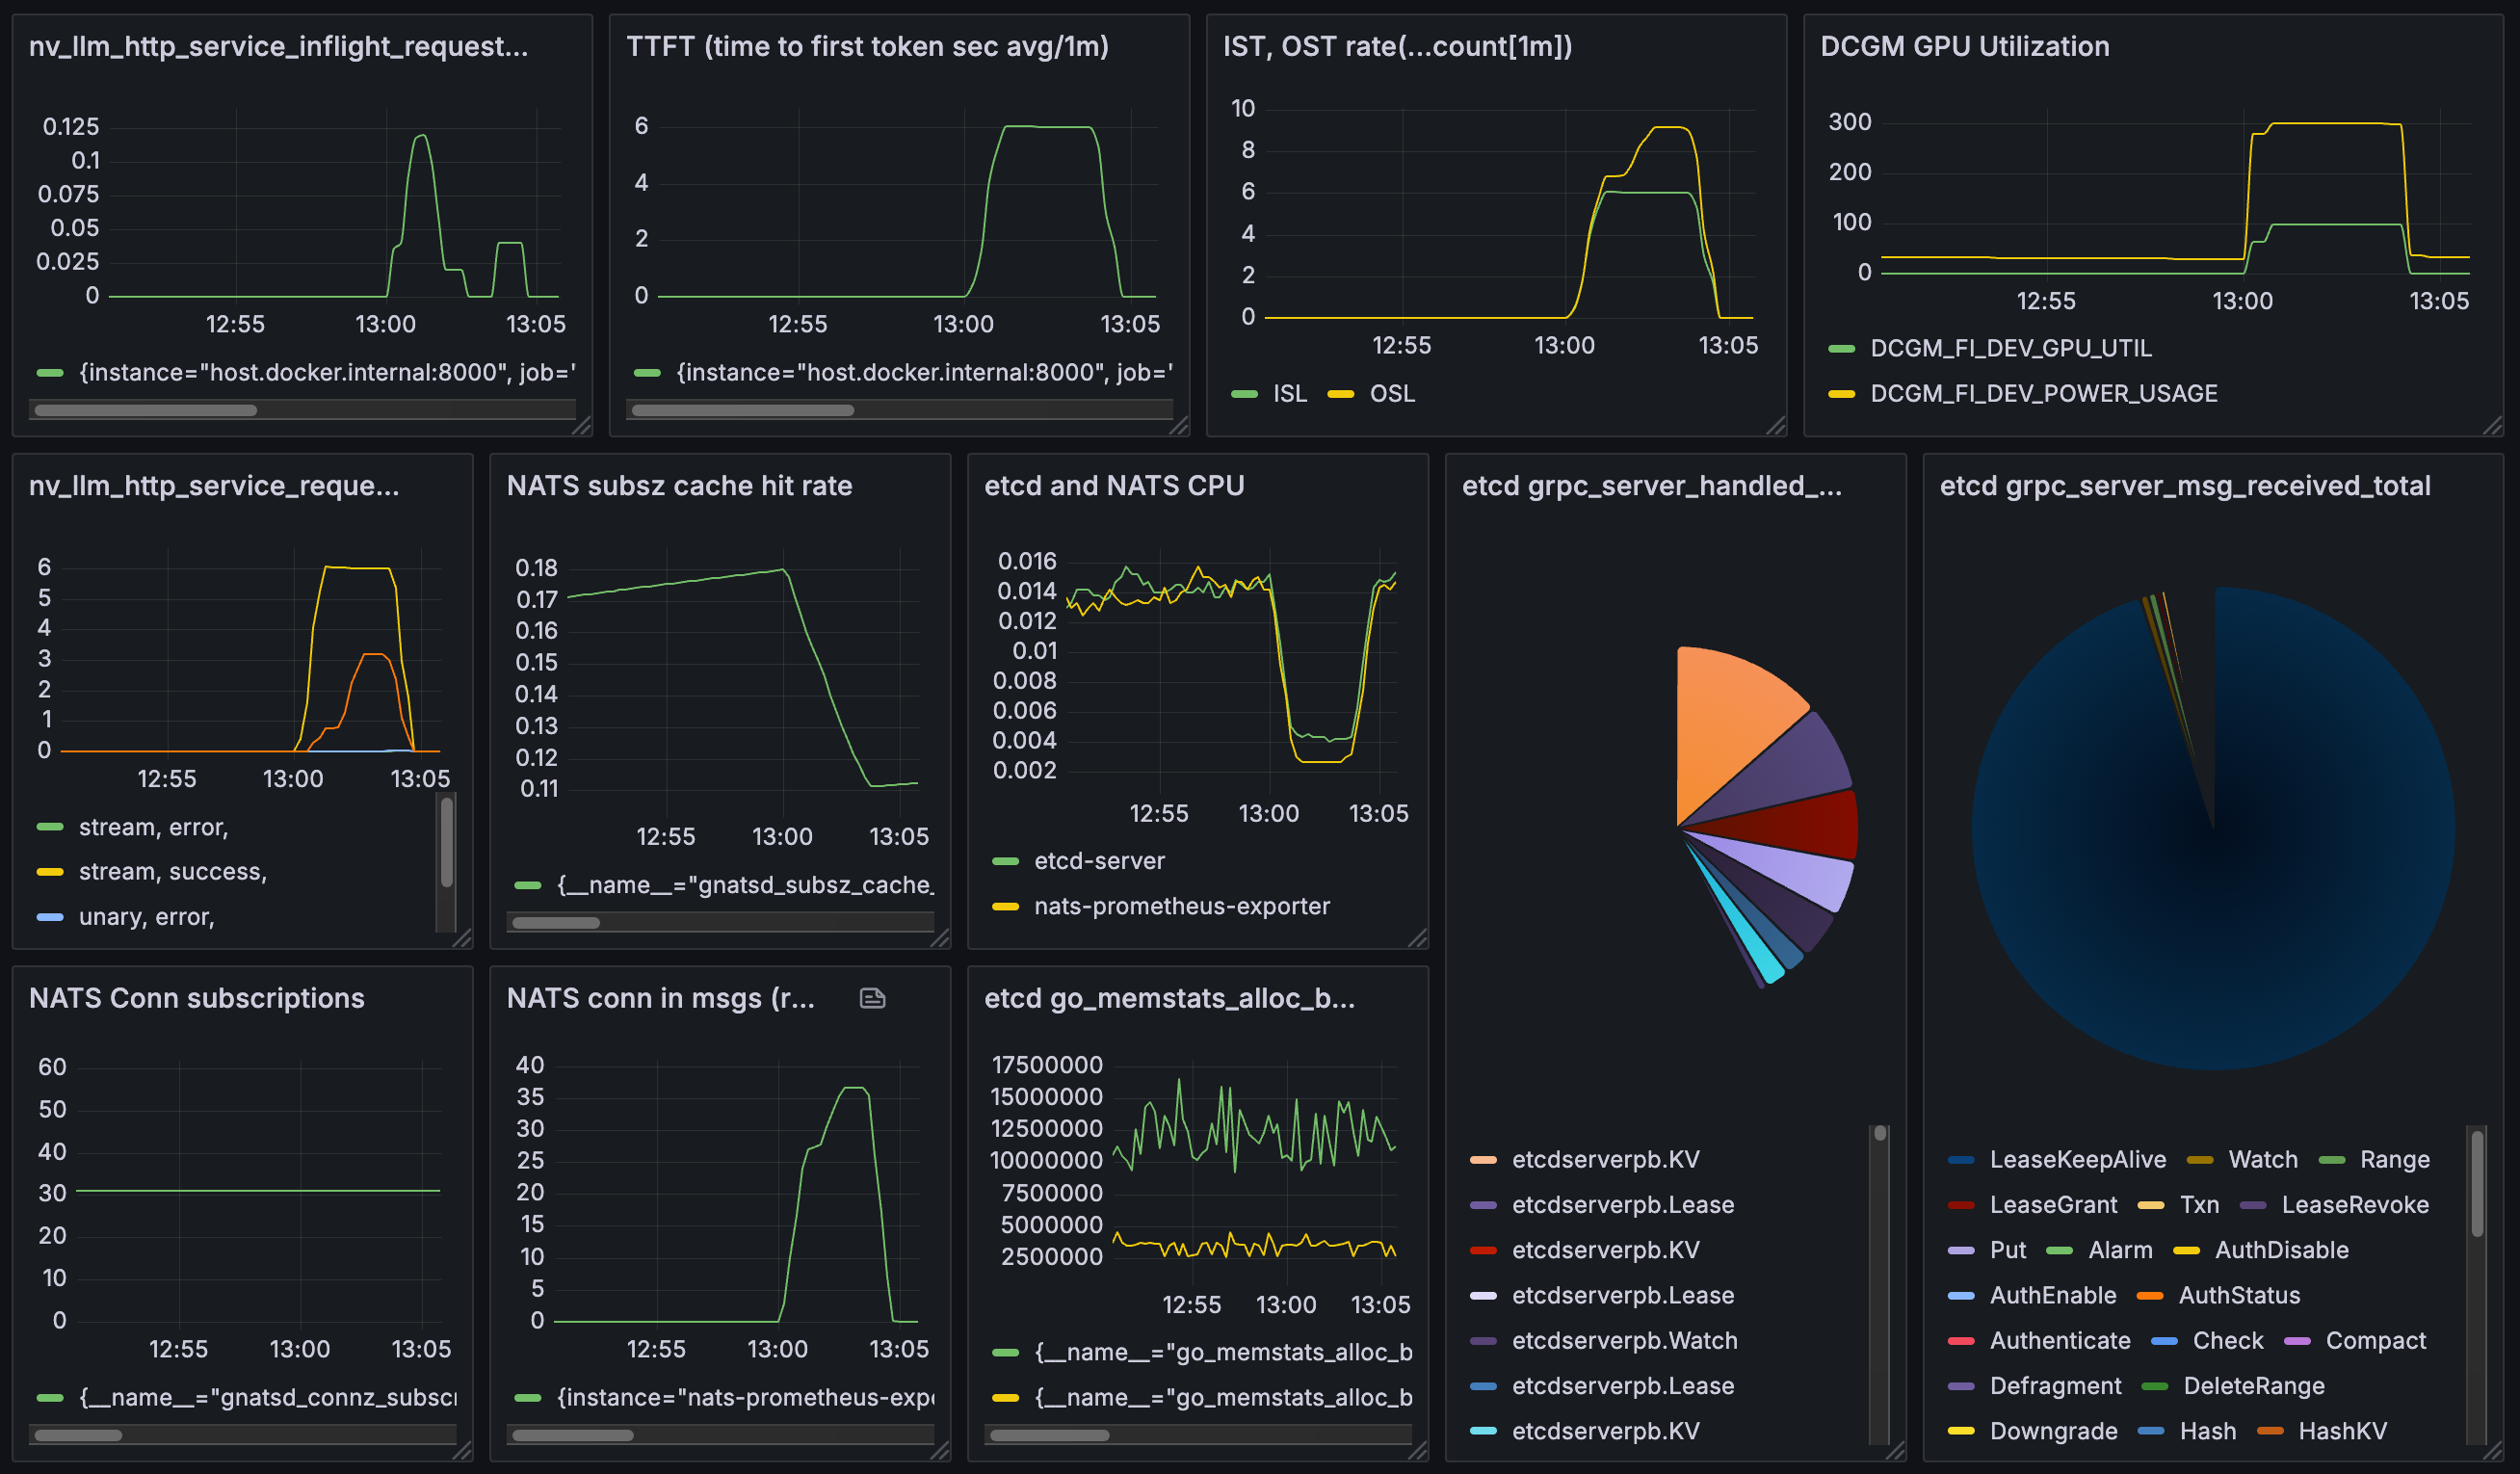 nv_llm_http_service_inflight_request...
0.125
0.1
0.075
0.05
0.025
0
12:55 13:00 13:05
{instance="host.docker.internal:8000", job='
TTFT (time to first token sec avg/1m)
6
4
2
0
12:55 13:00 13:05
{instance="host.docker.internal:8000", job='
IST, OST rate(...count[1m])
10
8
6
4
2
0
12:55 13:00 13:05
ISL OSL
DCGM GPU Utilization
300
200
100
0
12:55 13:00 13:05
DCGM_FI_DEV_GPU_UTIL
DCGM_FI_DEV_POWER_USAGE
nv_llm_http_service_reque...
6
5
4
3
2
1
0
12:55 13:00 13:05
stream, error,
stream, success,
unary, error,
NATS subsz cache hit rate
0.18
0.17
0.16
0.15
0.14
0.13
0.12
0.11
12:55 13:00 13:05
{__name__="gnatsd_subsz_cache_
etcd and NATS CPU
0.016
0.014
0.012
0.01
0.008
0.006
0.004
0.002
12:55 13:00 13:05
etcd-server
nats-prometheus-exporter
etcd grpc_server_handled_...
etcdserverpb.KV
etcdserverpb.Lease
etcdserverpb.KV
etcdserverpb.Lease
etcdserverpb.Watch
etcdserverpb.Lease
etcdserverpb.KV
etcd grpc_server_msg_received_total
LeaseKeepAlive Watch Range
LeaseGrant Txn LeaseRevoke
Put Alarm AuthDisable
AuthEnable AuthStatus
Authenticate Check Compact
Defragment DeleteRange
Downgrade Hash HashKV
NATS Conn subscriptions
60
50
40
30
20
10
0
12:55 13:00 13:05
{__name__="gnatsd_connz_subscr
NATS conn in msgs (r...
40
35
30
25
20
15
10
5
0
12:55 13:00 13:05
{instance="nats-prometheus-expo
etcd go_memstats_alloc_b...
17500000
15000000
12500000
10000000
7500000
5000000
2500000
12:55 13:00 13:05
{__name__="go_memstats_alloc_b
{__name__="go_memstats_alloc_b